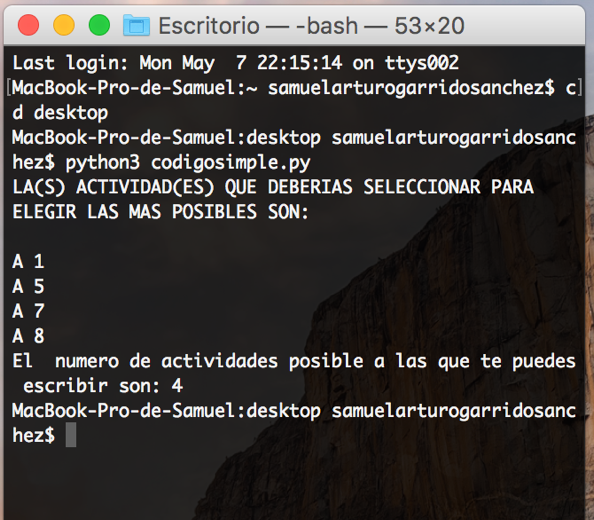 Escritorio — -bash — 53×20
Last login: Mon May  7 22:15:14 on ttys002
[MacBook-Pro-de-Samuel:~ samuelarturogarridosanchez$ c]
d desktop
MacBook-Pro-de-Samuel:desktop samuelarturogarridosanc
hez$ python3 codigosimple.py
LA(S) ACTIVIDAD(ES) QUE DEBERIAS SELECCIONAR PARA
ELEGIR LAS MAS POSIBLES SON:
A 1
A 5
A 7
A 8
El  numero de actividades posible a las que te puedes
 escribir son: 4
MacBook-Pro-de-Samuel:desktop samuelarturogarridosanc
hez$